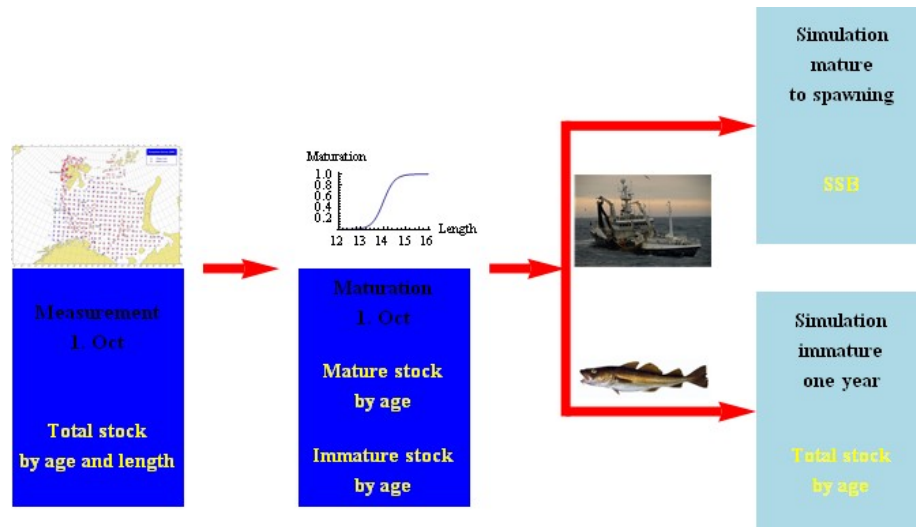 Measurement
1. Oct
Total stock
by age and length
Maturation
1.0
0.8
0.6
0.4
0.2
12 13 14 15 16
Length
Maturation
1. Oct
Mature stock
by age
Immature stock
by age
Simulation
mature
to spawning
SSB
Simulation
immature
one year
Total stock
by age